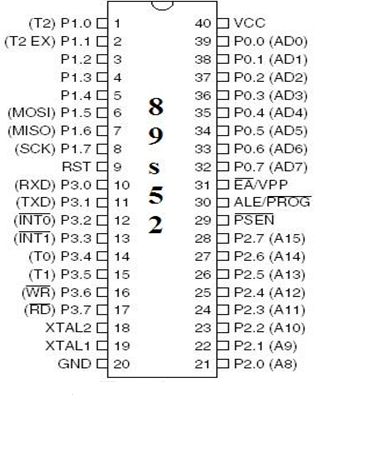 (T2) P1.0 1 40 VCC
(T2 EX) P1.1 2 39 P0.0 (AD0)
P1.2 3 38 P0.1 (AD1)
P1.3 4 37 P0.2 (AD2)
P1.4 5 36 P0.3 (AD3)
(MOSI) P1.5 6 35 P0.4 (AD4)
(MISO) P1.6 7 34 P0.5 (AD5)
(SCK) P1.7 8 33 P0.6 (AD6)
RST 9 32 P0.7 (AD7)
(RXD) P3.0 10 31 EA/VPP
(TXD) P3.1 11 30 ALE/PROG
(INT0) P3.2 12 29 PSEN
(INT1) P3.3 13 28 P2.7 (A15)
(T0) P3.4 14 27 P2.6 (A14)
(T1) P3.5 15 26 P2.5 (A13)
(WR) P3.6 16 25 P2.4 (A12)
(RD) P3.7 17 24 P2.3 (A11)
XTAL2 18 23 P2.2 (A10)
XTAL1 19 22 P2.1 (A9)
GND 20 21 P2.0 (A8)
89s52